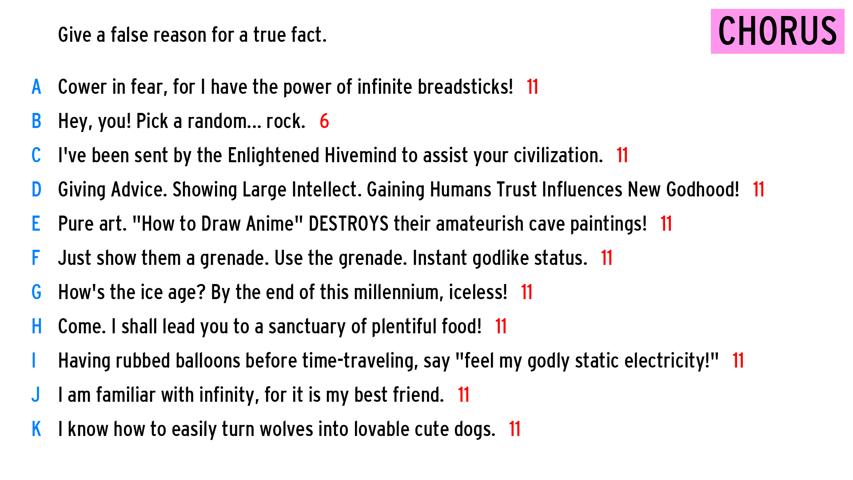 Give a false reason for a true fact.
CHORUS
A Cower in fear, for I have the power of infinite breadsticks! 11
B Hey, you! Pick a random... rock. 6
C I've been sent by the Enlightened Hivemind to assist your civilization. 11
D Giving Advice. Showing Large Intellect. Gaining Humans Trust Influences New Godhood! 11
E Pure art. "How to Draw Anime" DESTROYS their amateurish cave paintings! 11
F Just show them a grenade. Use the grenade. Instant godlike status. 11
G How's the ice age? By the end of this millennium, iceless! 11
H Come. I shall lead you to a sanctuary of plentiful food! 11
I Having rubbed balloons before time-traveling, say "feel my godly static electricity!" 11
J I am familiar with infinity, for it is my best friend. 11
K I know how to easily turn wolves into lovable cute dogs. 11